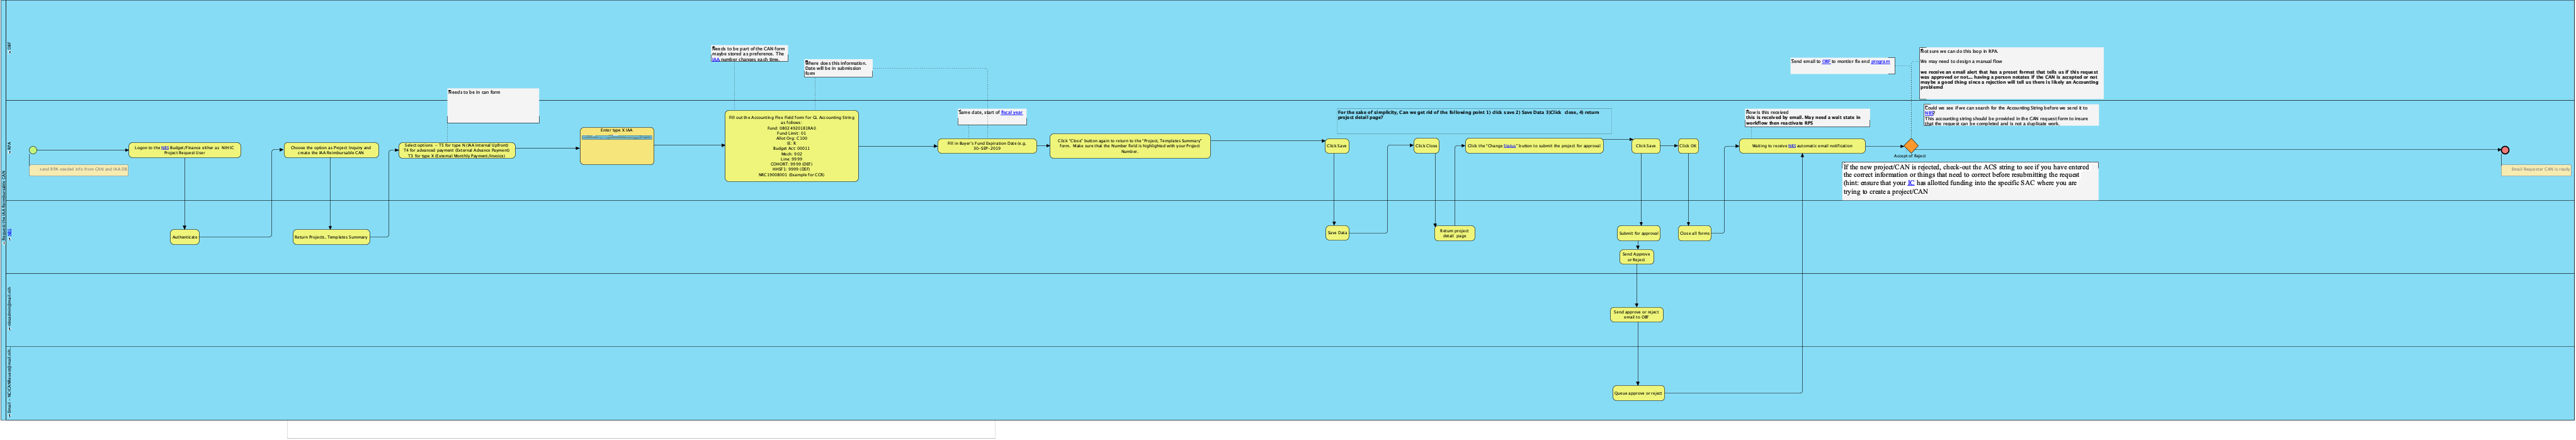 OBF
Needs to be part of the CAN form
maybe stored as preference. The
IAA number changes each time.
Where does this information.
Date will be in submission
form
Needs to be in can form
Same date, start of fiscal year
Send email to OBF to monitor fix end program
Not sure we can do this loop in RPA.
We may need to design a manual flow
we receive an email alert that has a preset format that tells us if this request
was approved or not... having a person notates if the CAN is accepted or not
maybe a good thing since a rejection will tell us there is likely an Accounting
problemd
Could we see if we can search for the Accounting String before we send it to
NBS?
This accounting string should be provided in the CAN request form to insure
that the request can be completed and is not a duplicate work.
For the sake of simplicity, Can we get rid of the following point 1) click save 2) Save Data 3)Click close, 4) return
project detail page?
How is this received
this is received by email. May need a wait state in
workflow then reactivate RPS
RPA
Logon to the NBS Budget/Finance either as NIHIC
Project Request User
Choose the option as Project Inquiry and
create the IAA Reimbursable CAN
Select options - T5 for type N(IAA Internal Upfront)
T4 for advanced payment (External Advance Payment)
T3 for type X (External Monthly Payment/Invoice)
Enter type X IAA
Fill out the Accounting Flex Field form for GL Accounting String
as follows:
Fund Limit: 01
Allot Org: C100
IE: R
Budget Act: 00011
Mech: 902
Line: 9999
COHORT: 9999 (DEF)
HHSF1: 9999 (DEF)
NRC19008001 (Example for CCR)
Fill in Buyer's Fund Expiration Date (e.g.
30-SEP-2019
Click "Close" button again to return to the "Project, Templates Summary"
form. Make sure that the Number field is highlighted with your Project
Number.
Click Save
Click Close
Click the "Change Status" button to submit the project for approval
Click Save
Click OK
Waiting to receive NBS automatic email notification
Accept of Reject
send RPA needed info from CAN and IAA DB
Email Requester CAN is ready
If the new project/CAN is rejected, check-out the ACS string to see if you have entered
the correct information or things that need to correct before resubmitting the request
(hint: ensure that your IC has allotted funding into the specific SAC where you are
trying to create a project/CAN
Request the IAA Reimbursable CAN
NBS
Authenticate
Return Projects, Templates Summary
Save Data
Return project
detail page
Submit for approval
Close all forms
Send Approve
or Reject
Send approve or reject
email to OBF
Queue approve or reject